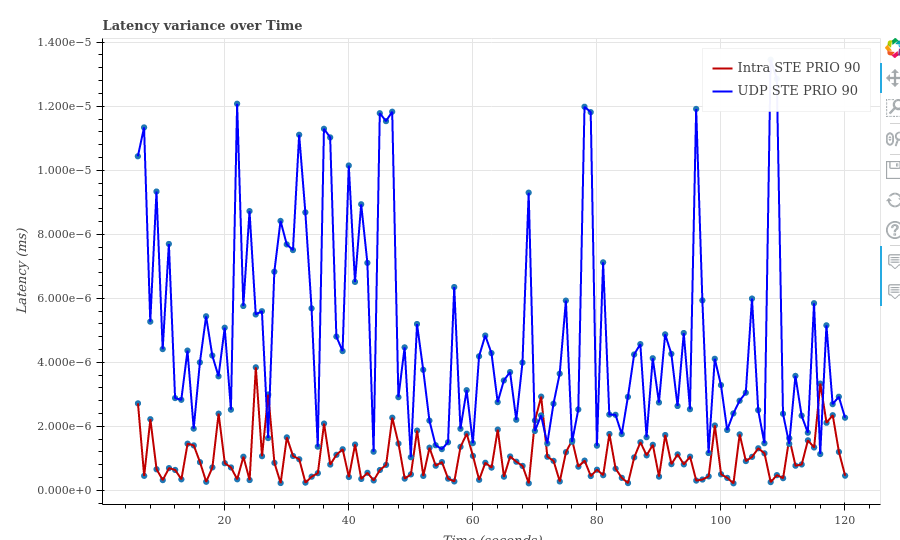 Latency variance over Time
Intra STE PRIO 90
UDP STE PRIO 90
Latency (ms)
1.400e−5
1.200e−5
1.000e−5
8.000e−6
6.000e−6
4.000e−6
2.000e−6
0.000e+0
20 40 60 80 100 120
Time (seconds)